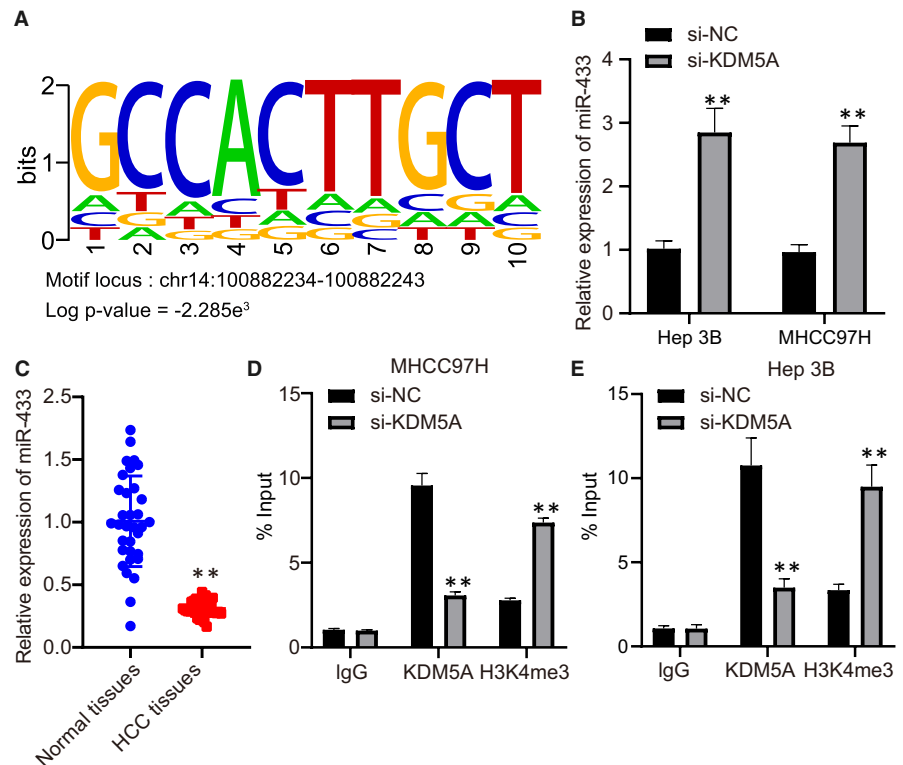 A
bits
2
1
0
GCCACTTGCT
1 2 3 4 5 6 7 8 9 10
Motif locus : chr14:100882234-100882243
Log p-value = -2.285e³
B
si-NC
si-KDM5A
Relative expression of miR-433
4
3
2
1
0
**
**
Hep 3B
MHCC97H
C
Relative expression of miR-433
2.5
1.5
1.0
0.5
0.0
**
Normal tissues
HCC tissues
D
MHCC97H
si-NC
si-KDM5A
% Input
15
10
5
0
**
**
IgG
KDM5A
H3K4me3
E
Hep 3B
si-NC
si-KDM5A
% Input
15
10
5
0
**
**
IgG
KDM5A
H3K4me3